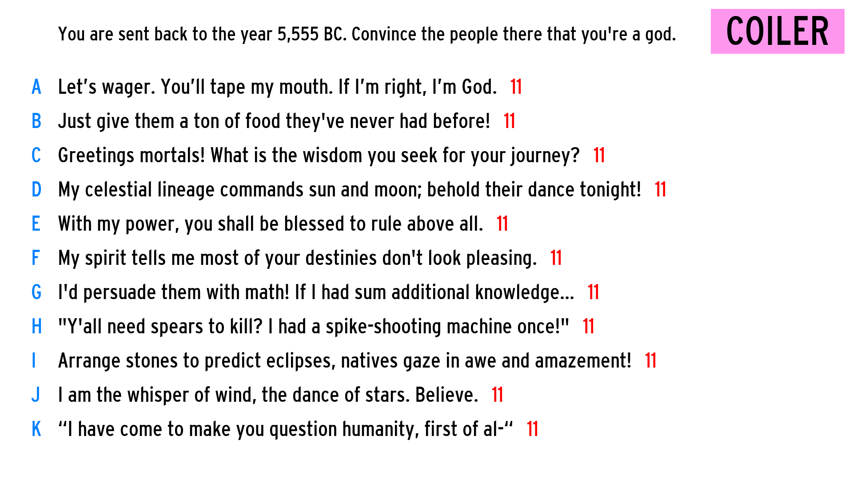 You are sent back to the year 5,555 BC. Convince the people there that you're a god.
COILER
A Let’s wager. You’ll tape my mouth. If I’m right, I’m God. 11
B Just give them a ton of food they've never had before! 11
C Greetings mortals! What is the wisdom you seek for your journey? 11
D My celestial lineage commands sun and moon; behold their dance tonight! 11
E With my power, you shall be blessed to rule above all. 11
F My spirit tells me most of your destinies don't look pleasing. 11
G I'd persuade them with math! If I had sum additional knowledge... 11
H "Y'all need spears to kill? I had a spike-shooting machine once!" 11
I Arrange stones to predict eclipses, natives gaze in awe and amazement! 11
J I am the whisper of wind, the dance of stars. Believe. 11
K “I have come to make you question humanity, first of al-“ 11